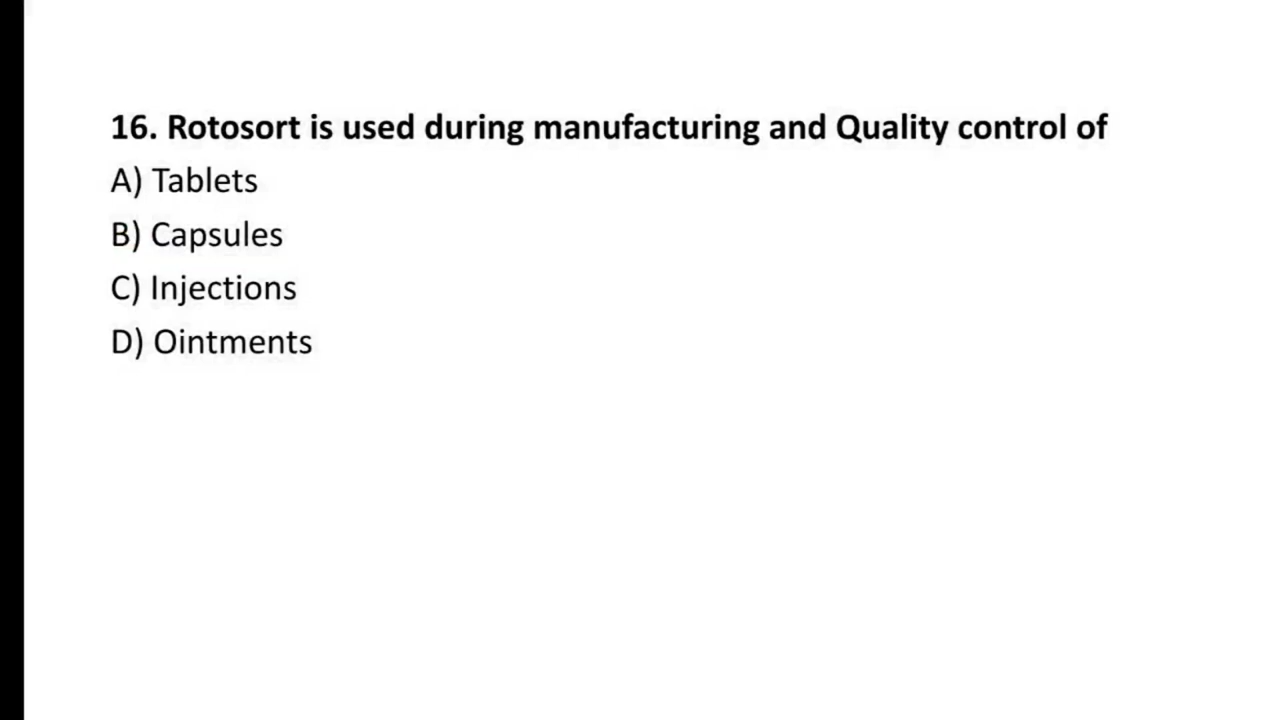 16. Rotosort is used during manufacturing and Quality control of
A) Tablets
B) Capsules
C) Injections
D) Ointments